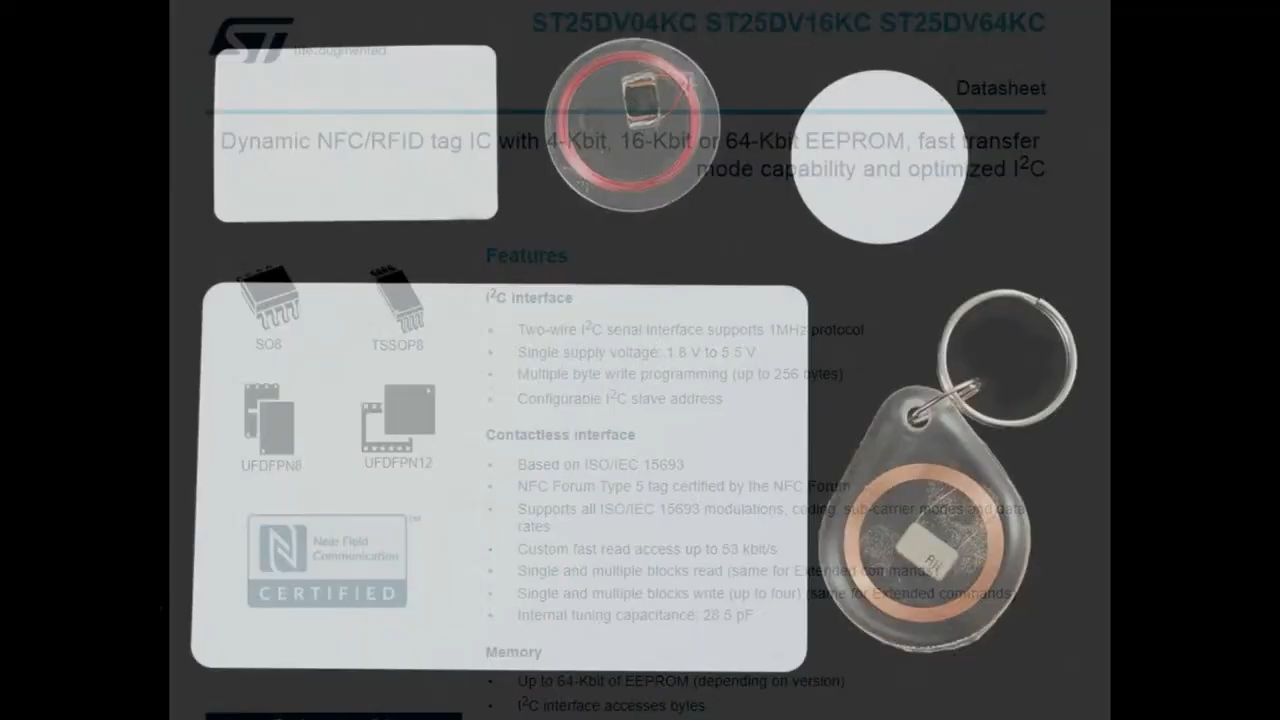 ST25DV04KC ST25DV16KC ST25DV64KC
life.augmented
Datasheet
Dynamic NFC/RFID tag IC with 4-Kbit, 16-Kbit or 64-Kbit EEPROM, fast transfer
mode capability and optimized I²C
Features
I²C interface
• Two-wire I²C serial interface supports 1MHz protocol
• Single supply voltage: 1.8 V to 5.5 V
• Multiple byte write programming (up to 256 bytes)
• Configurable I²C slave address
Contactless interface
• Based on ISO/IEC 15693
• NFC Forum Type 5 tag certified by the NFC Forum
• Supports all ISO/IEC 15693 modulations, coding, sub-carrier modes and data
rates
• Custom fast read access up to 53 kbit/s
• Single and multiple blocks read (same for Extended commands)
• Single and multiple blocks write (up to four) (same for Extended commands)
• Internal tuning capacitance: 28.5 pF
Memory
• Up to 64-Kbit of EEPROM (depending on version)
• I²C interface accesses bytes
SO8
TSSOP8
UFDFPN8
UFDFPN12
Near Field
Communication
™
CERTIFIED